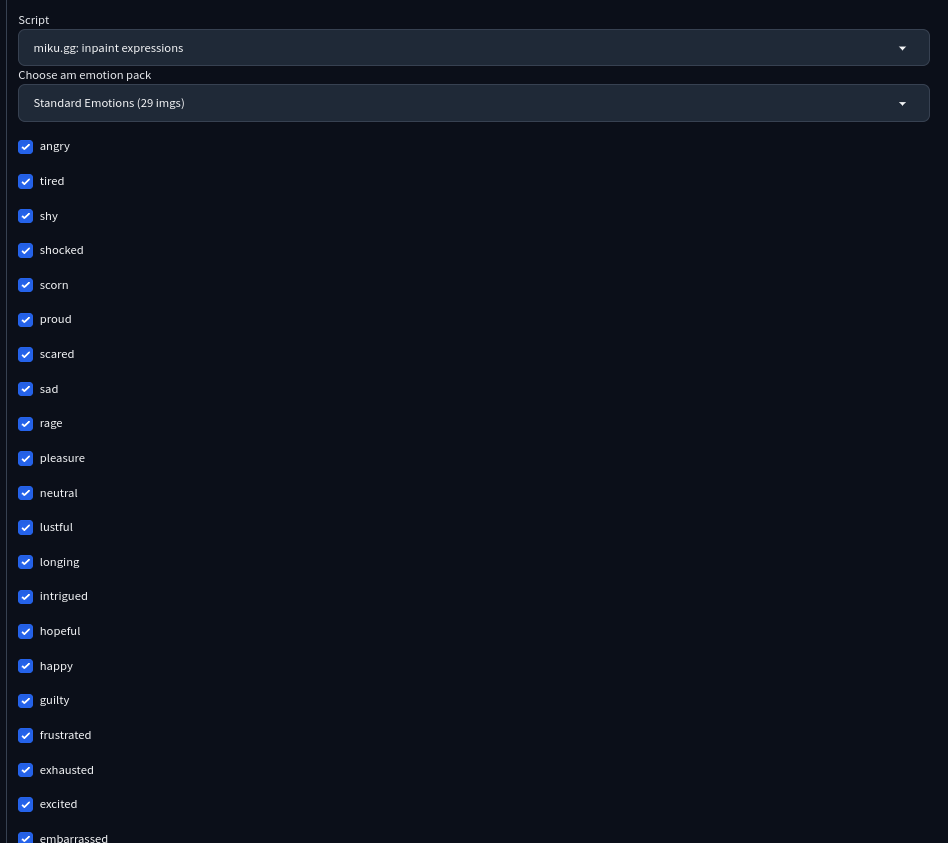 Script
miku.gg: inpaint expressions
Choose am emotion pack
Standard Emotions (29 imgs)
angry
tired
shy
shocked
scorn
proud
scared
sad
rage
pleasure
neutral
lustful
longing
intrigued
hopeful
happy
guilty
frustrated
exhausted
excited
embarrassed